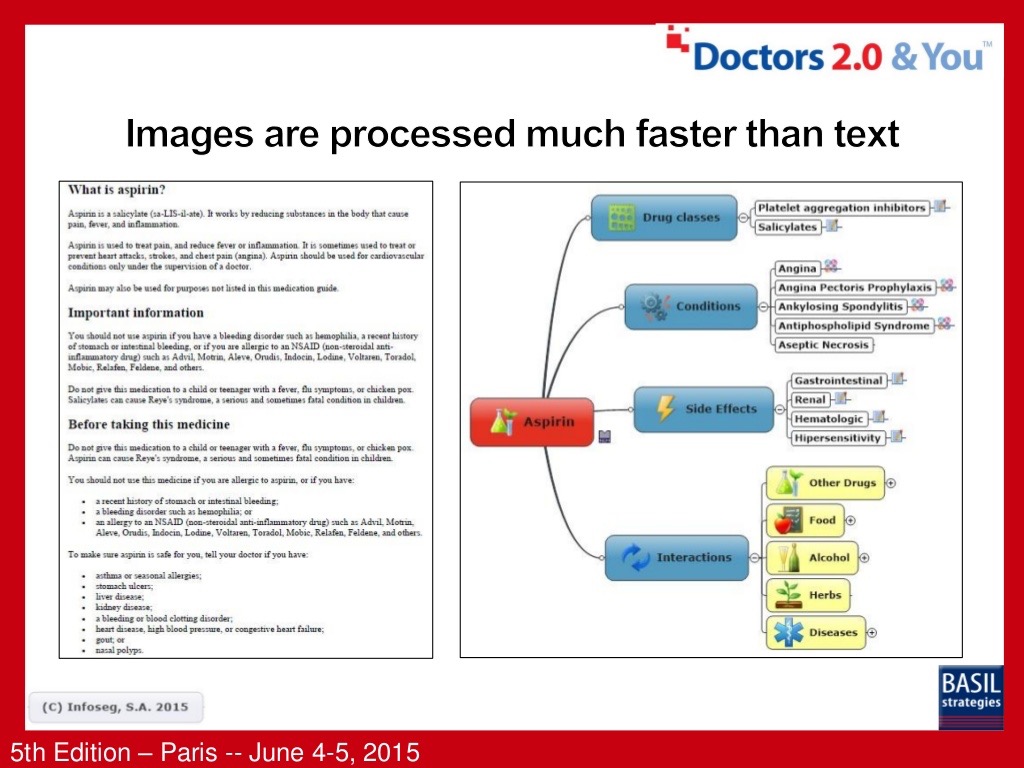 Doctors 2.0 & You™
Images are processed much faster than text
What is aspirin?
Aspirin is a salicylate (sa-LIS-il-ate). It works by reducing substances in the body that cause
pain, fever, and inflammation.
Aspirin is used to treat pain, and reduce fever or inflammation. It is sometimes used to treat or
prevent heart attacks, strokes, and chest pain (angina). Aspirin should be used for cardiovascular
conditions only under the supervision of a doctor.
Aspirin may also be used for purposes not listed in this medication guide.
Important information
You should not use aspirin if you have a bleeding disorder such as hemophilia, a recent history
of stomach or intestinal bleeding, or if you are allergic to an NSAID (non-steroidal anti-
inflammatory drug) such as Advil, Motrin, Aleve, Orudis, Indocin, Lodine, Voltaren, Toradol,
Mobic, Relafen, Feldene, and others.
Do not give this medication to a child or teenager with a fever, flu symptoms, or chicken pox.
Salicylates can cause Reye's syndrome, a serious and sometimes fatal condition in children.
Before taking this medicine
Do not give this medication to a child or teenager with a fever, flu symptoms, or chicken pox.
Aspirin can cause Reye's syndrome, a serious and sometimes fatal condition in children.
You should not use this medicine if you are allergic to aspirin, or if you have:
• a recent history of stomach or intestinal bleeding;
• a bleeding disorder such as hemophilia; or
• an allergy to an NSAID (non-steroidal anti-inflammatory drug) such as Advil, Motrin,
Aleve, Orudis, Indocin, Lodine, Voltaren, Toradol, Mobic, Relafen, Feldene, and others.
To make sure aspirin is safe for you, tell your doctor if you have:
• asthma or seasonal allergies;
• stomach ulcers;
• liver disease;
• kidney disease;
• a bleeding or blood clotting disorder;
• heart disease, high blood pressure, or congestive heart failure;
• gout; or
• nasal polyps.
Aspirin
Drug classes
Platelet aggregation inhibitors
Salicylates
Conditions
Angina
Angina Pectoris Prophylaxis
Ankylosing Spondylitis
Antiphospholipid Syndrome
Aseptic Necrosis
Side Effects
Gastrointestinal
Renal
Hematologic
Hipersensitivity
Interactions
Other Drugs
Food
Alcohol
Herbs
Diseases
(C) Infoseg, S.A. 2015
BASIL
strategies
5th Edition – Paris -- June 4-5, 2015